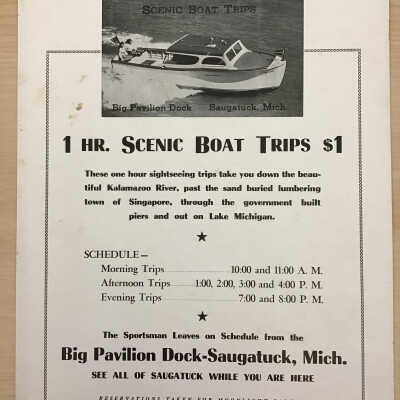 SCENIC BOAT TRIPS
Big Pavilion Dock Saugatuck, Mich.
1 HR. SCENIC BOAT TRIPS $1
These one hour sightseeing trips take you down the beau-
tiful Kalamazoo River, past the sand buried lumbering
town of Singapore, through the government built
piers and out on Lake Michigan.
★
SCHEDULE—
Morning Trips 10:00 and 11:00 A. M.
Afternoon Trips 1:00, 2:00, 3:00 and 4:00 P. M.
Evening Trips 7:00 and 8:00 P. M.
★
The Sportsman Leaves on Schedule from the
Big Pavilion Dock-Saugatuck, Mich.
SEE ALL OF SAUGATUCK WHILE YOU ARE HERE
RESERVATIONS TAKEN FOR MOONLIGHT